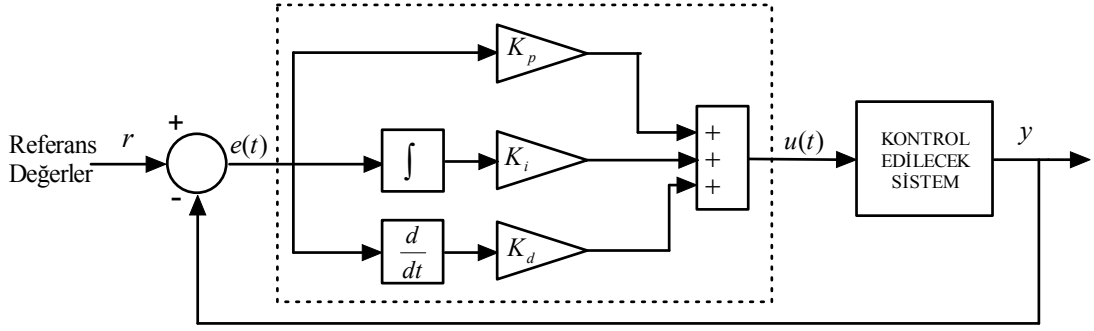 Referans
Değerler
r
+
-
e(t)
K_p
∫
K_i
d
dt
K_d
+
+
+
u(t)
KONTROL
EDİLECEK
SİSTEM
y